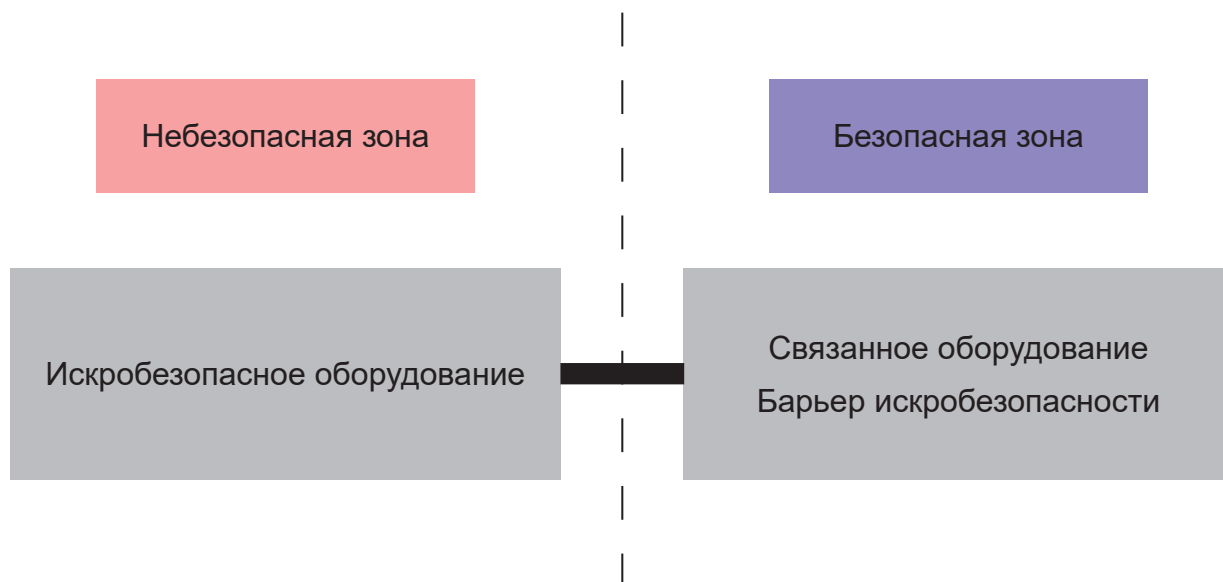 Небезопасная зона
Безопасная зона
Искробезопасное оборудование
Связанное оборудование
Барьер искробезопасности